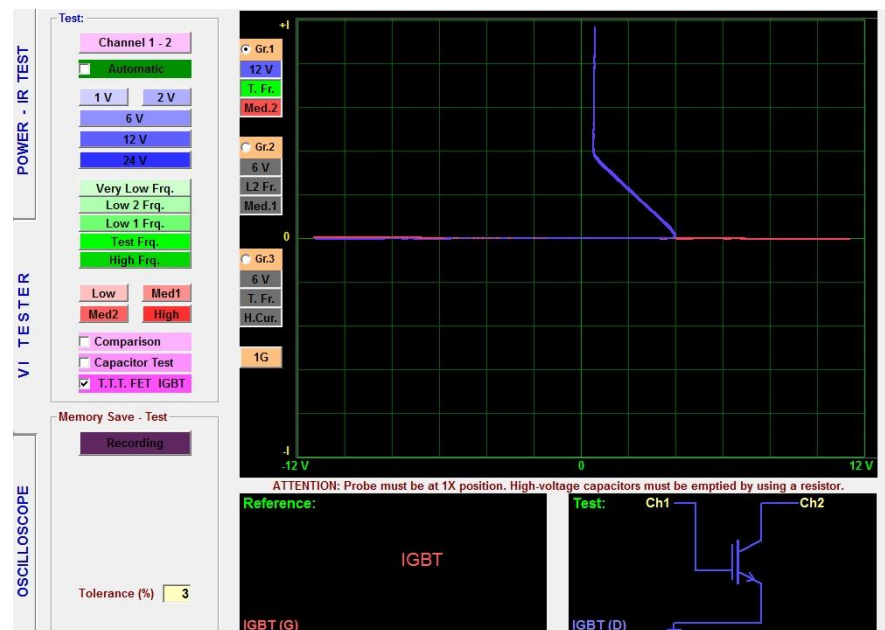 POWER - IR TEST
VI TESTER
OSCILLOSCOPE
Test:
Channel 1 - 2
Automatic
1 V 2 V
6 V
12 V
24 V
Very Low Frq.
Low 2 Frq.
Low 1 Frq.
Test Frq.
High Frq.
Low Med1
Med2 High
Comparison
Capacitor Test
T.T.T. FET IGBT
Memory Save - Test
Recording
Tolerance (%) 3
Gr.1
12 V
T. Fr.
Med.2
Gr.2
6 V
L2 Fr.
Med.1
Gr.3
6 V
T. Fr.
H.Cur.
1G
+I
0
-I
-12 V 0 12 V
ATTENTION: Probe must be at 1X position. High-voltage capacitors must be emptied by using a resistor.
Reference:
IGBT
IGBT (G)
Test: Ch1 Ch2
IGBT (D)